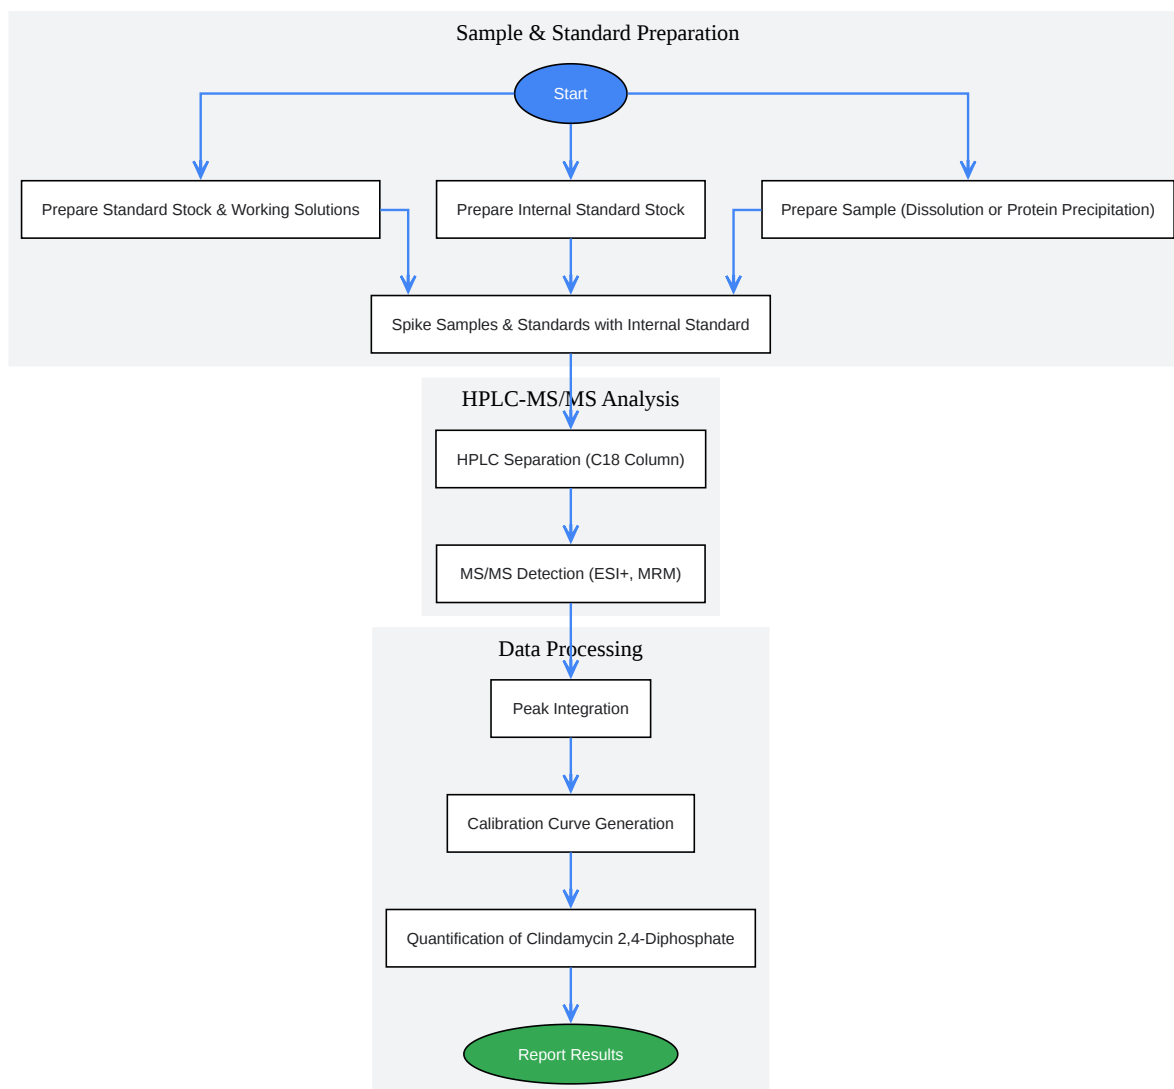 Sample & Standard Preparation
Start
Prepare Standard Stock & Working Solutions
Prepare Internal Standard Stock
Prepare Sample (Dissolution or Protein Precipitation)
Spike Samples & Standards with Internal Standard
HPLC-MS/MS Analysis
HPLC Separation (C18 Column)
MS/MS Detection (ESI+, MRM)
Data Processing
Peak Integration
Calibration Curve Generation
Quantification of Clindamycin 2,4-Diphosphate
Report Results